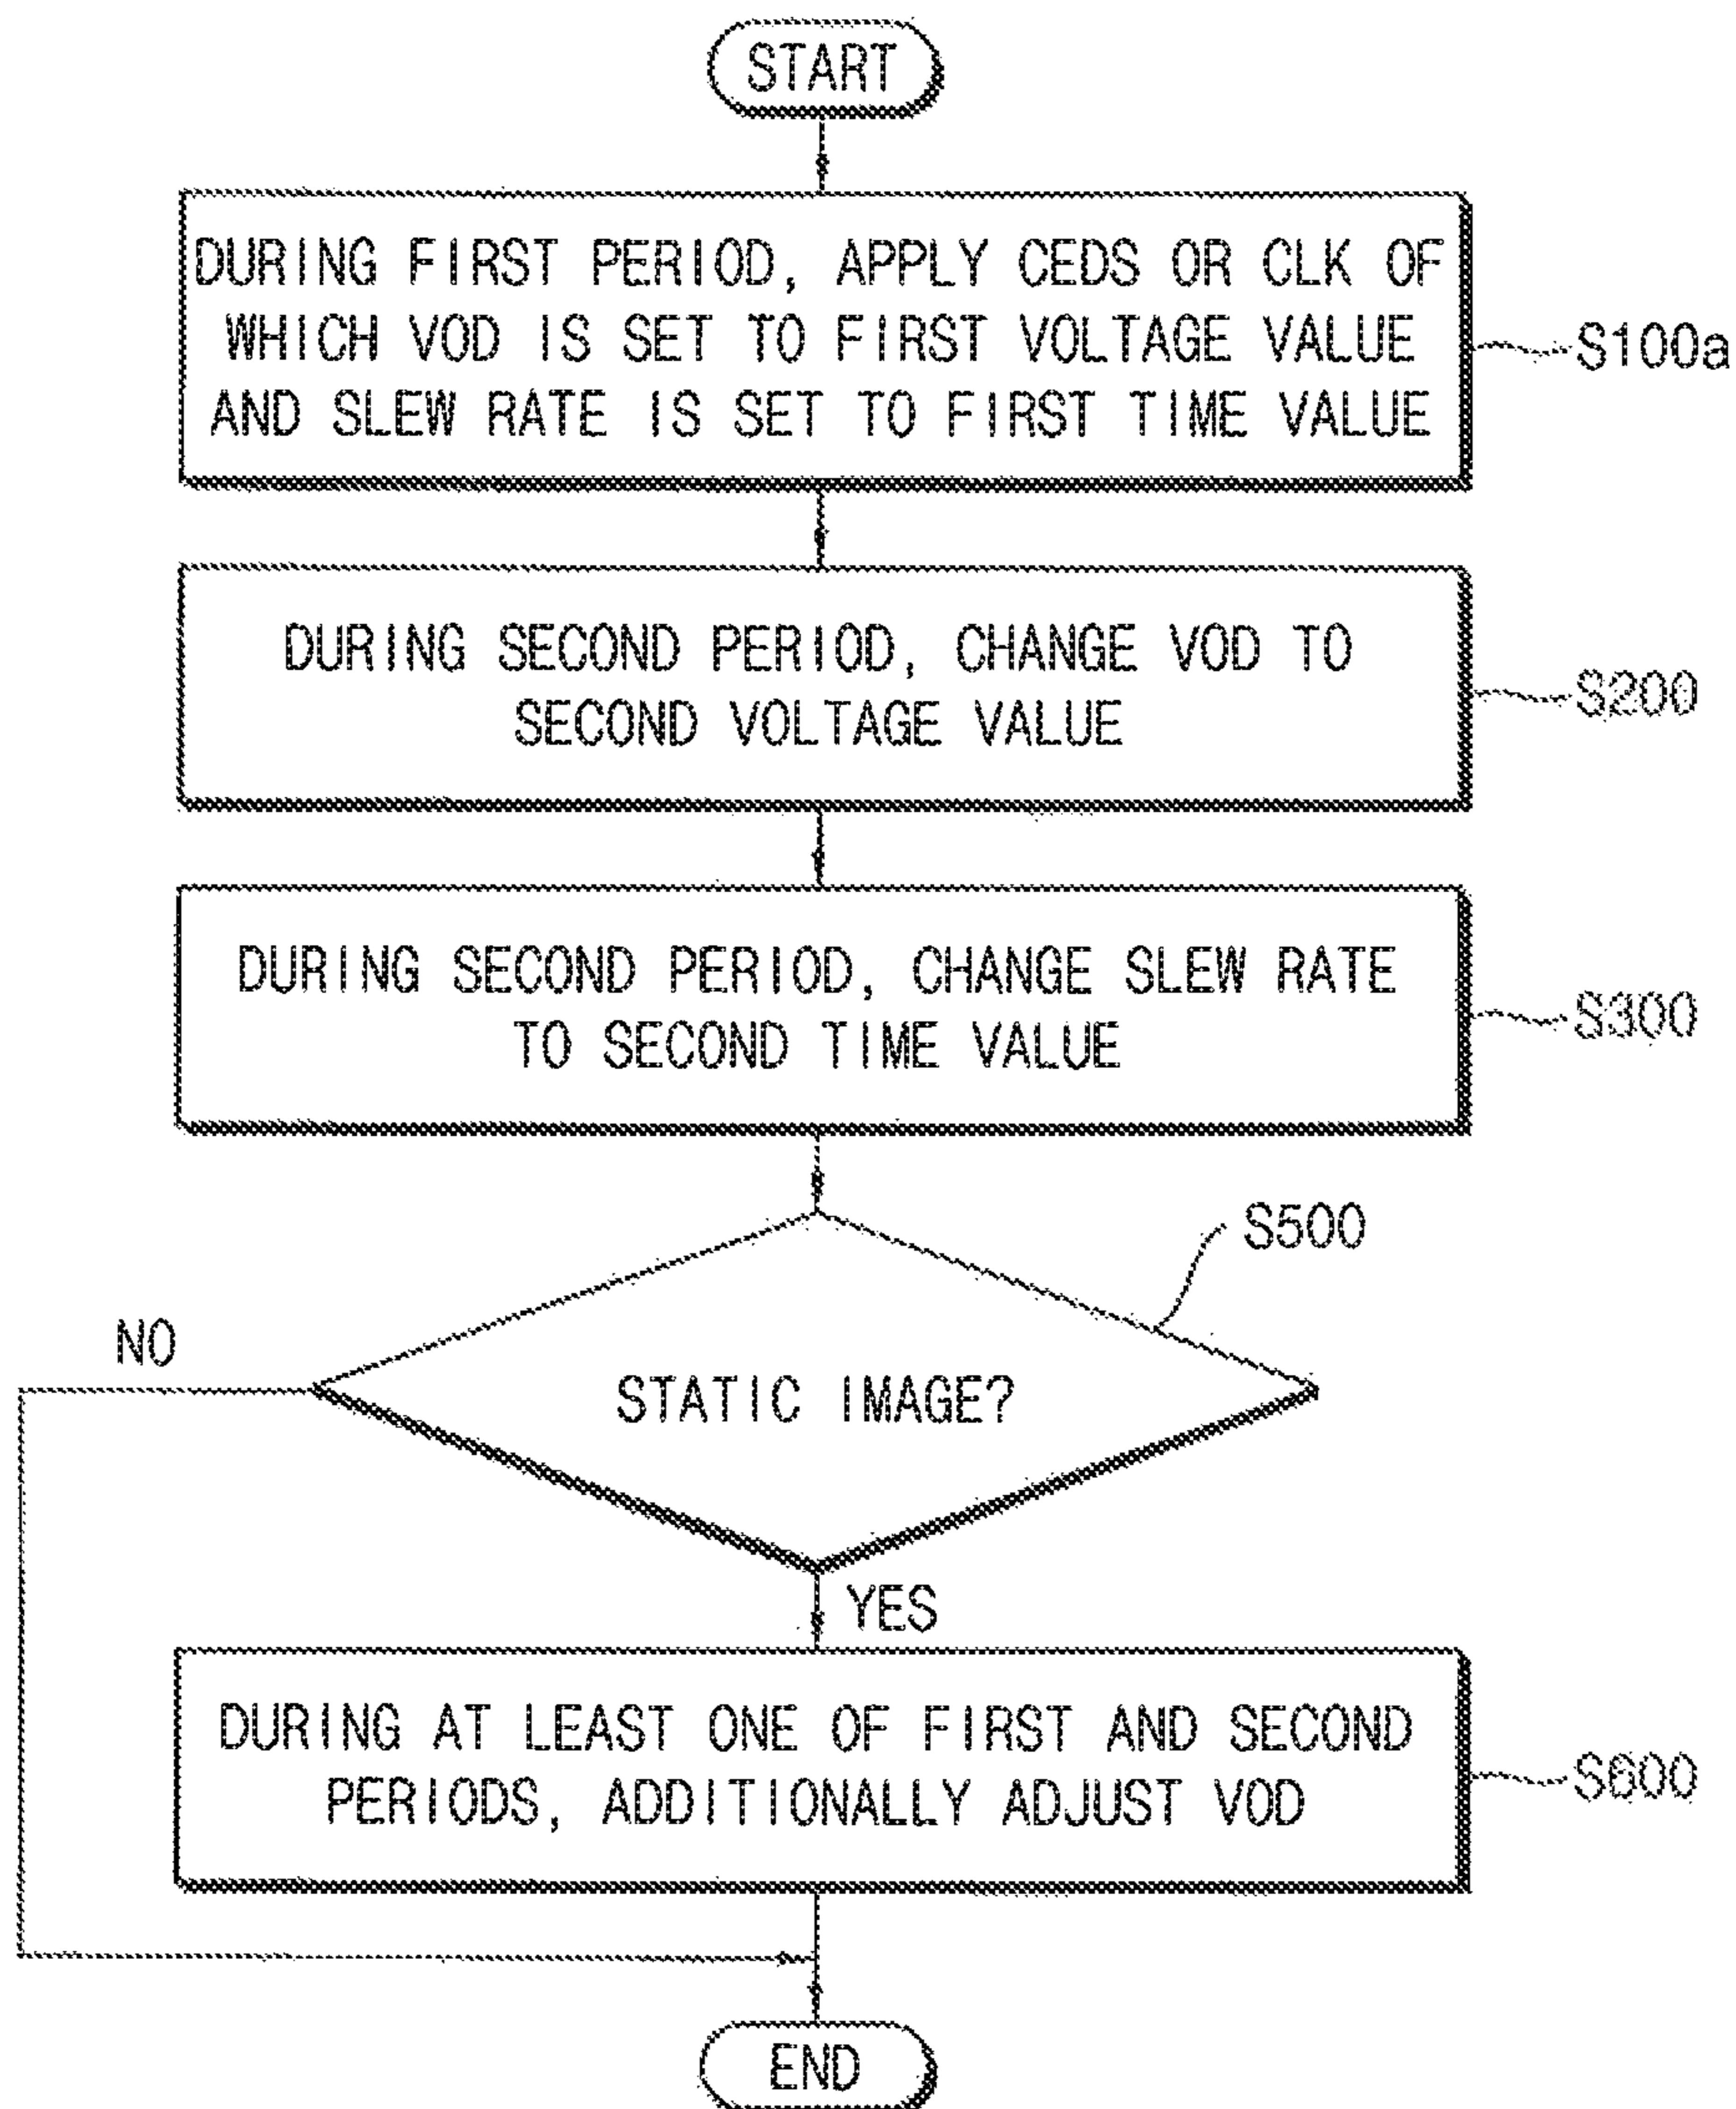 START
DURING FIRST PERIOD, APPLY CEDS OR CLK OF
WHICH VOD IS SET TO FIRST VOLTAGE VALUE
AND SLEW RATE IS SET TO FIRST TIME VALUE
S100a
DURING SECOND PERIOD, CHANGE VOD TO
SECOND VOLTAGE VALUE
S200
DURING SECOND PERIOD, CHANGE SLEW RATE
TO SECOND TIME VALUE
S300
S500
NO
STATIC IMAGE?
YES
DURING AT LEAST ONE OF FIRST AND SECOND
PERIODS, ADDITIONALLY ADJUST VOD
S600
END